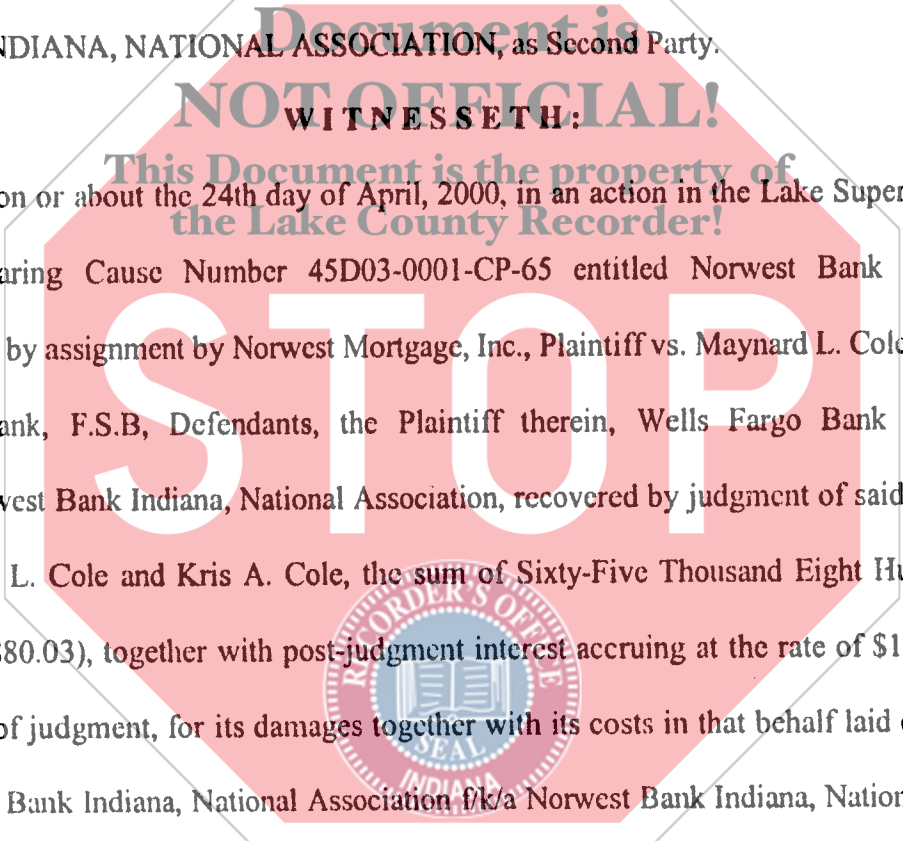 NDIANA, NATIONAL ASSOCIATION, as Second Party.
Document is
NOT OFFICIAL!
WITNESSETH:
This Document is the property of
the Lake County Recorder!
on or about the 24th day of April, 2000, in an action in the Lake Super
aring Cause Number 45D03-0001-CP-65 entitled Norwest Bank
by assignment by Norwest Mortgage, Inc., Plaintiff vs. Maynard L. Cole
STOP
ank, F.S.B, Defendants, the Plaintiff therein, Wells Fargo Bank
west Bank Indiana, National Association, recovered by judgment of said
L. Cole and Kris A. Cole, the sum of Sixty-Five Thousand Eight Hu
80.03), together with post-judgment interest accruing at the rate of $1
of judgment, for its damages together with its costs in that behalf laid
Bank Indiana, National Association f/k/a Norwest Bank Indiana, Nation
RECORDER'S OFFICE
SEAL
INDIANA